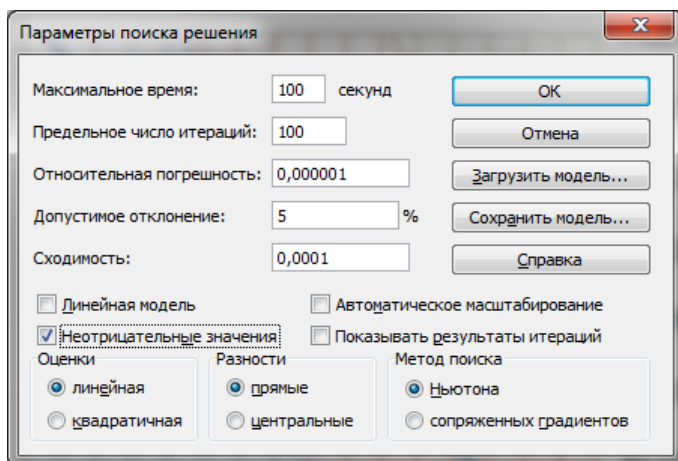 Параметры поиска решения
Максимальное время: 100 секунд ОК
Предельное число итераций: 100 Отмена
Относительная погрешность: 0,000001 Загрузить модель...
Допустимое отклонение: 5 % Сохранить модель...
Сходимость: 0,0001 Справка
Линейная модель Автоматическое масштабирование
Неотрицательные значения Показывать результаты итераций
Оценки Разности Метод поиска
линейная прямые Ньютона
квадратичная центральные сопряженных градиентов